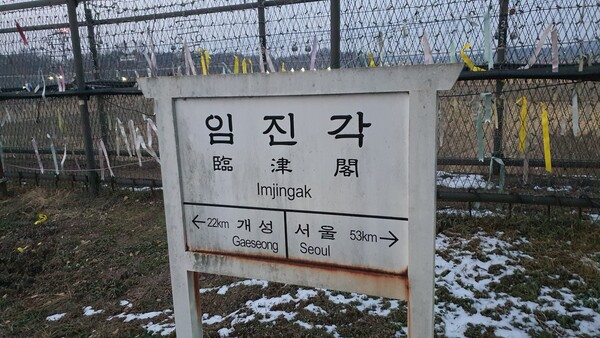 임진각
臨津閣
Imjingak
←22km 개성 서울 53km→
Gaeseong Seoul